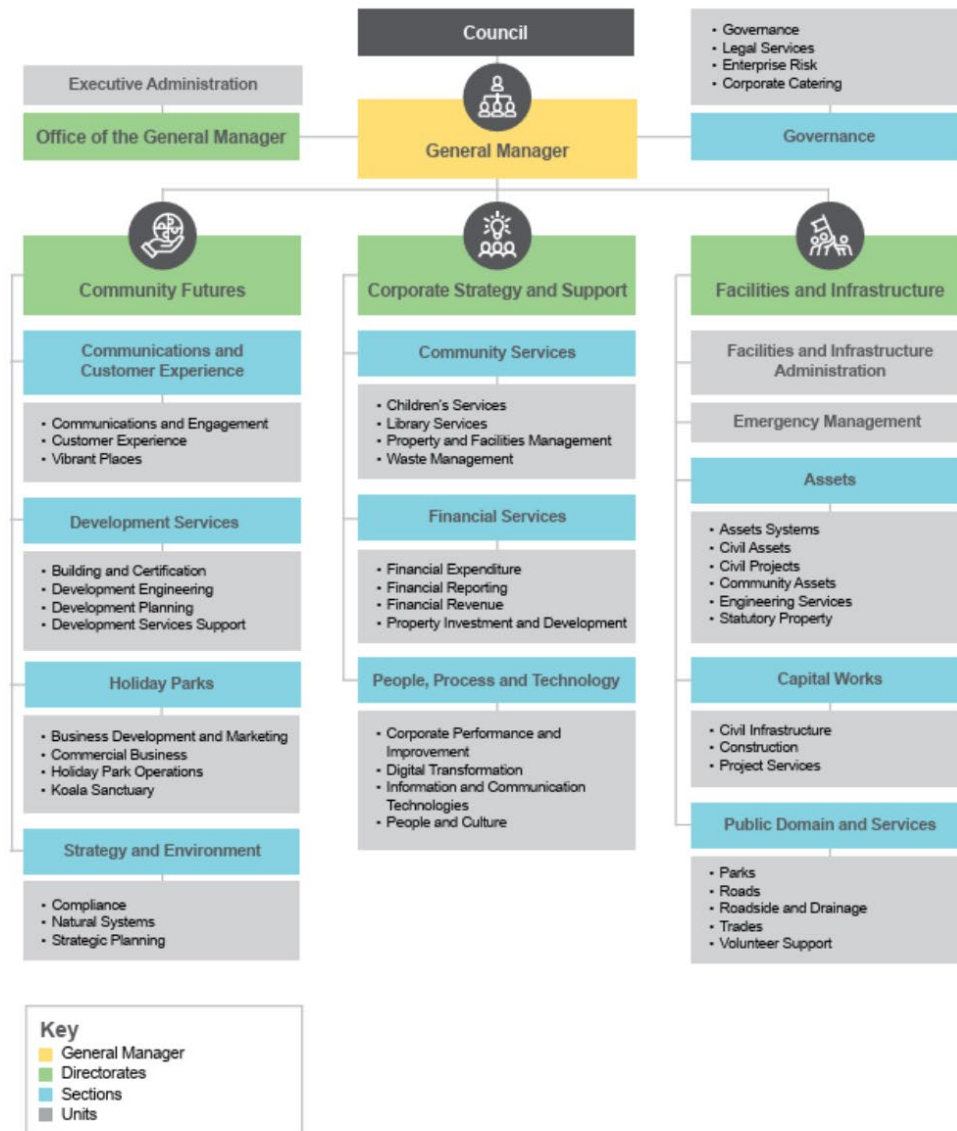 Council
• Governance
• Legal Services
• Enterprise Risk
• Corporate Catering
Executive Administration
Office of the General Manager
General Manager
Governance
Community Futures
Communications and
Customer Experience
• Communications and Engagement
• Customer Experience
• Vibrant Places
Development Services
• Building and Certification
• Development Engineering
• Development Planning
• Development Services Support
Holiday Parks
• Business Development and Marketing
• Commercial Business
• Holiday Park Operations
• Koala Sanctuary
Strategy and Environment
• Compliance
• Natural Systems
• Strategic Planning
Corporate Strategy and Support
Community Services
• Children's Services
• Library Services
• Property and Facilities Management
• Waste Management
Financial Services
• Financial Expenditure
• Financial Reporting
• Financial Revenue
• Property Investment and Development
People, Process and Technology
• Corporate Performance and
Improvement
• Digital Transformation
• Information and Communication
Technologies
• People and Culture
Facilities and Infrastructure
Facilities and Infrastructure
Administration
Emergency Management
Assets
• Assets Systems
• Civil Assets
• Civil Projects
• Community Assets
• Engineering Services
• Statutory Property
Capital Works
• Civil Infrastructure
• Construction
• Project Services
Public Domain and Services
• Parks
• Roads
• Roadside and Drainage
• Trades
• Volunteer Support
Key
General Manager
Directorates
Sections
Units